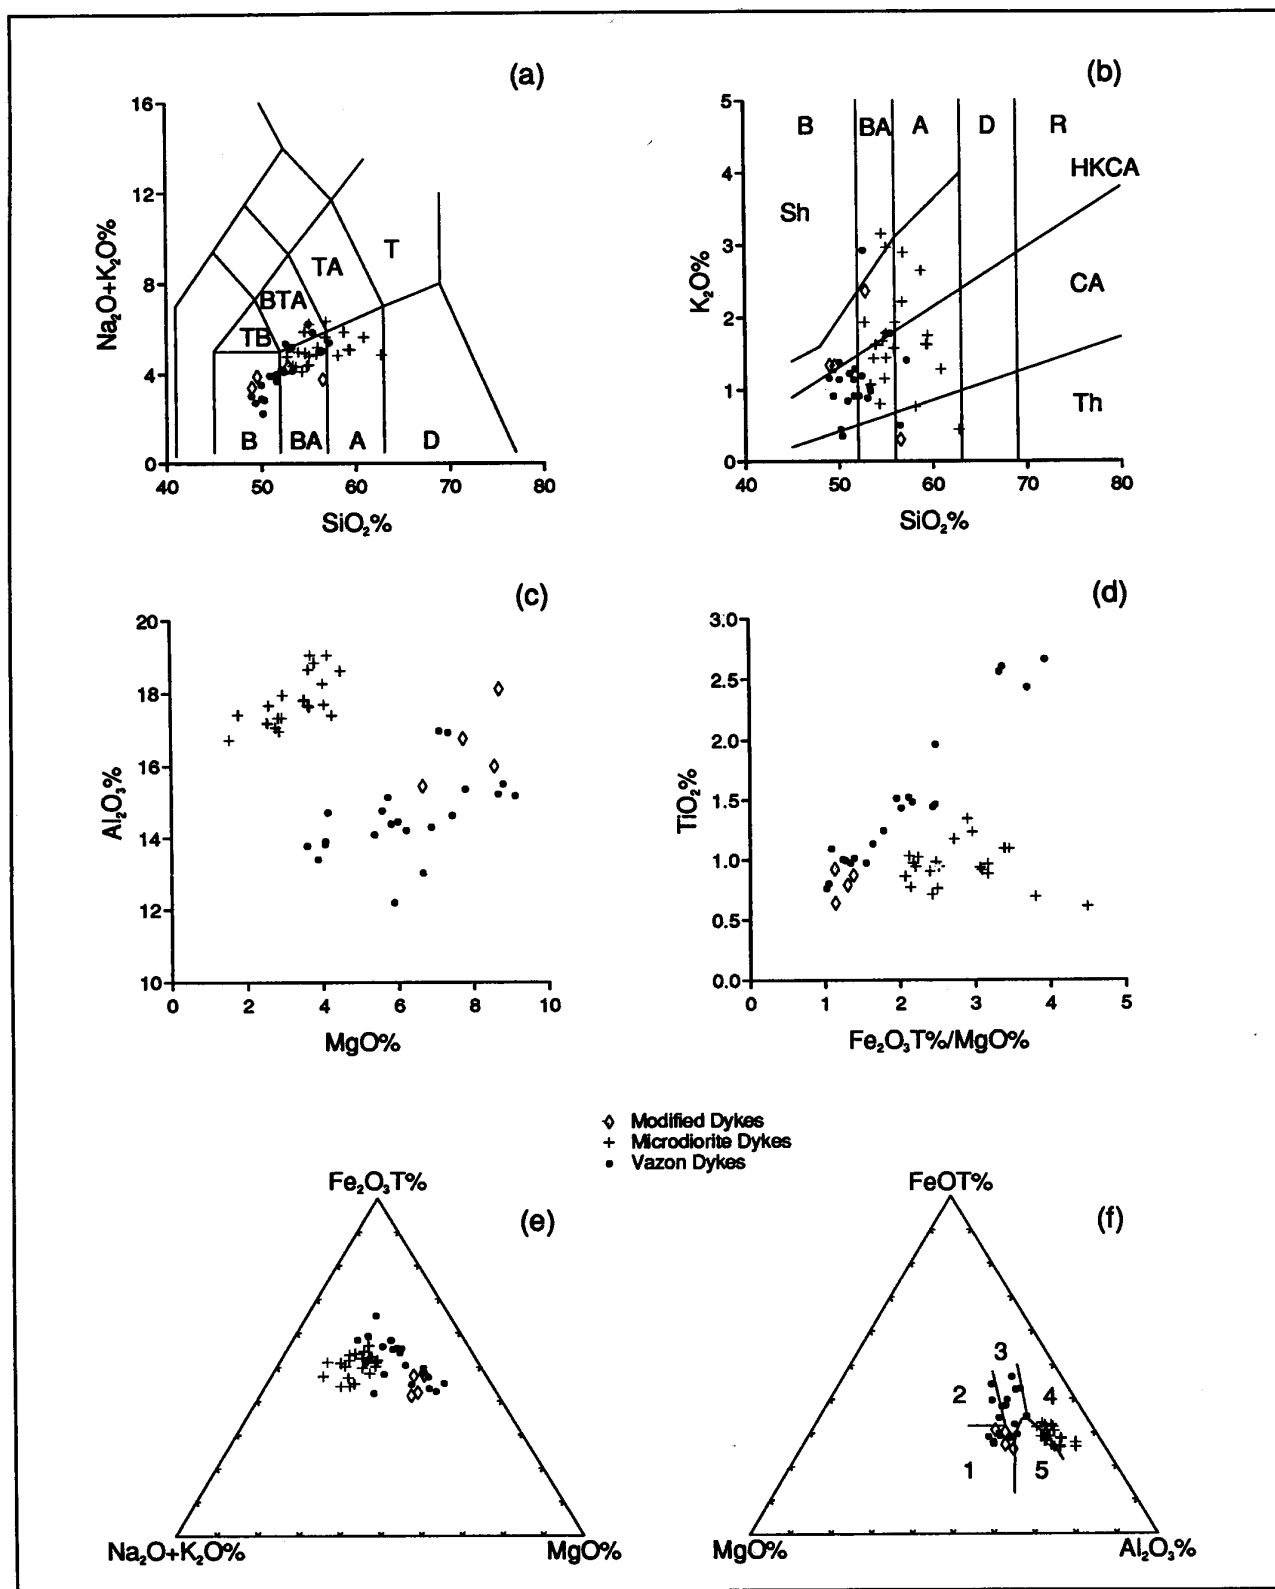 (a)
16
12
8
4
0
Na₂O+K₂O%
TA
T
BTA
TB
B
BA
A
D
40
50
60
70
80
SiO₂%
(b)
5
4
3
2
1
0
K₂O%
B
BA
A
D
R
HKCA
Sh
CA
Th
40
50
60
70
80
SiO₂%
(c)
20
18
16
14
12
10
Al₂O₃%
0
2
4
6
8
10
MgO%
(d)
3.0
2.5
2.0
1.5
1.0
0.5
0.0
TiO₂%
0
1
2
3
4
5
Fe₂O₃T%/MgO%
Modified Dykes
Microdiorite Dykes
Vazon Dykes
Fe₂O₃T%
(e)
Na₂O+K₂O%
MgO%
FeOT%
(f)
3
2
4
1
5
MgO%
Al₂O₃%